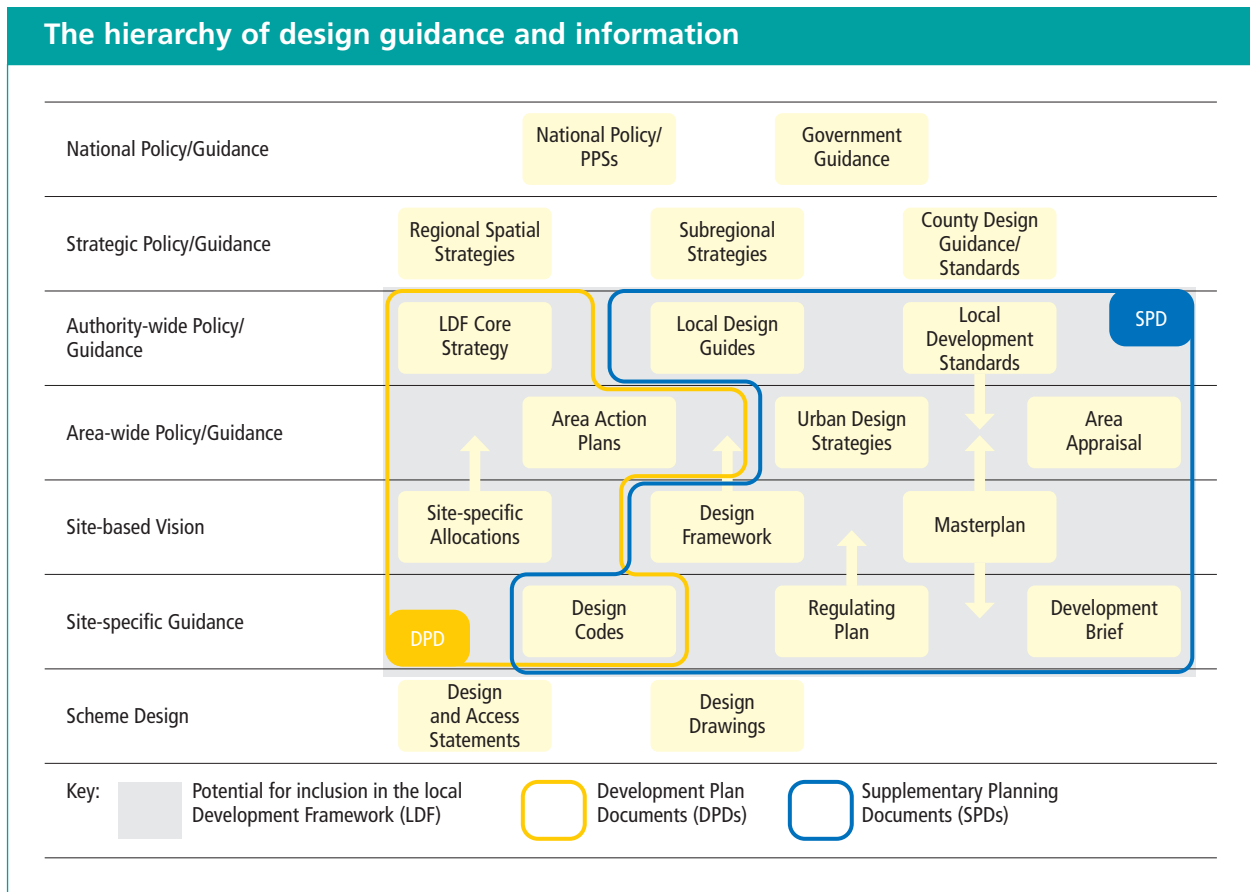 The hierarchy of design guidance and information
National Policy/Guidance
National Policy/
PPSs
Government
Guidance
Strategic Policy/Guidance
Regional Spatial
Strategies
Subregional
Strategies
County Design
Guidance/
Standards
Authority-wide Policy/
Guidance
LDF Core
Strategy
Local Design
Guides
Local
Development
Standards
SPD
Area-wide Policy/Guidance
Area Action
Plans
Urban Design
Strategies
Area
Appraisal
Site-based Vision
Site-specific
Allocations
Design
Framework
Masterplan
Site-specific Guidance
DPD
Design
Codes
Regulating
Plan
Development
Brief
Scheme Design
Design
and Access
Statements
Design
Drawings
Key:
Potential for inclusion in the local
Development Framework (LDF)
Development Plan
Documents (DPDs)
Supplementary Planning
Documents (SPDs)